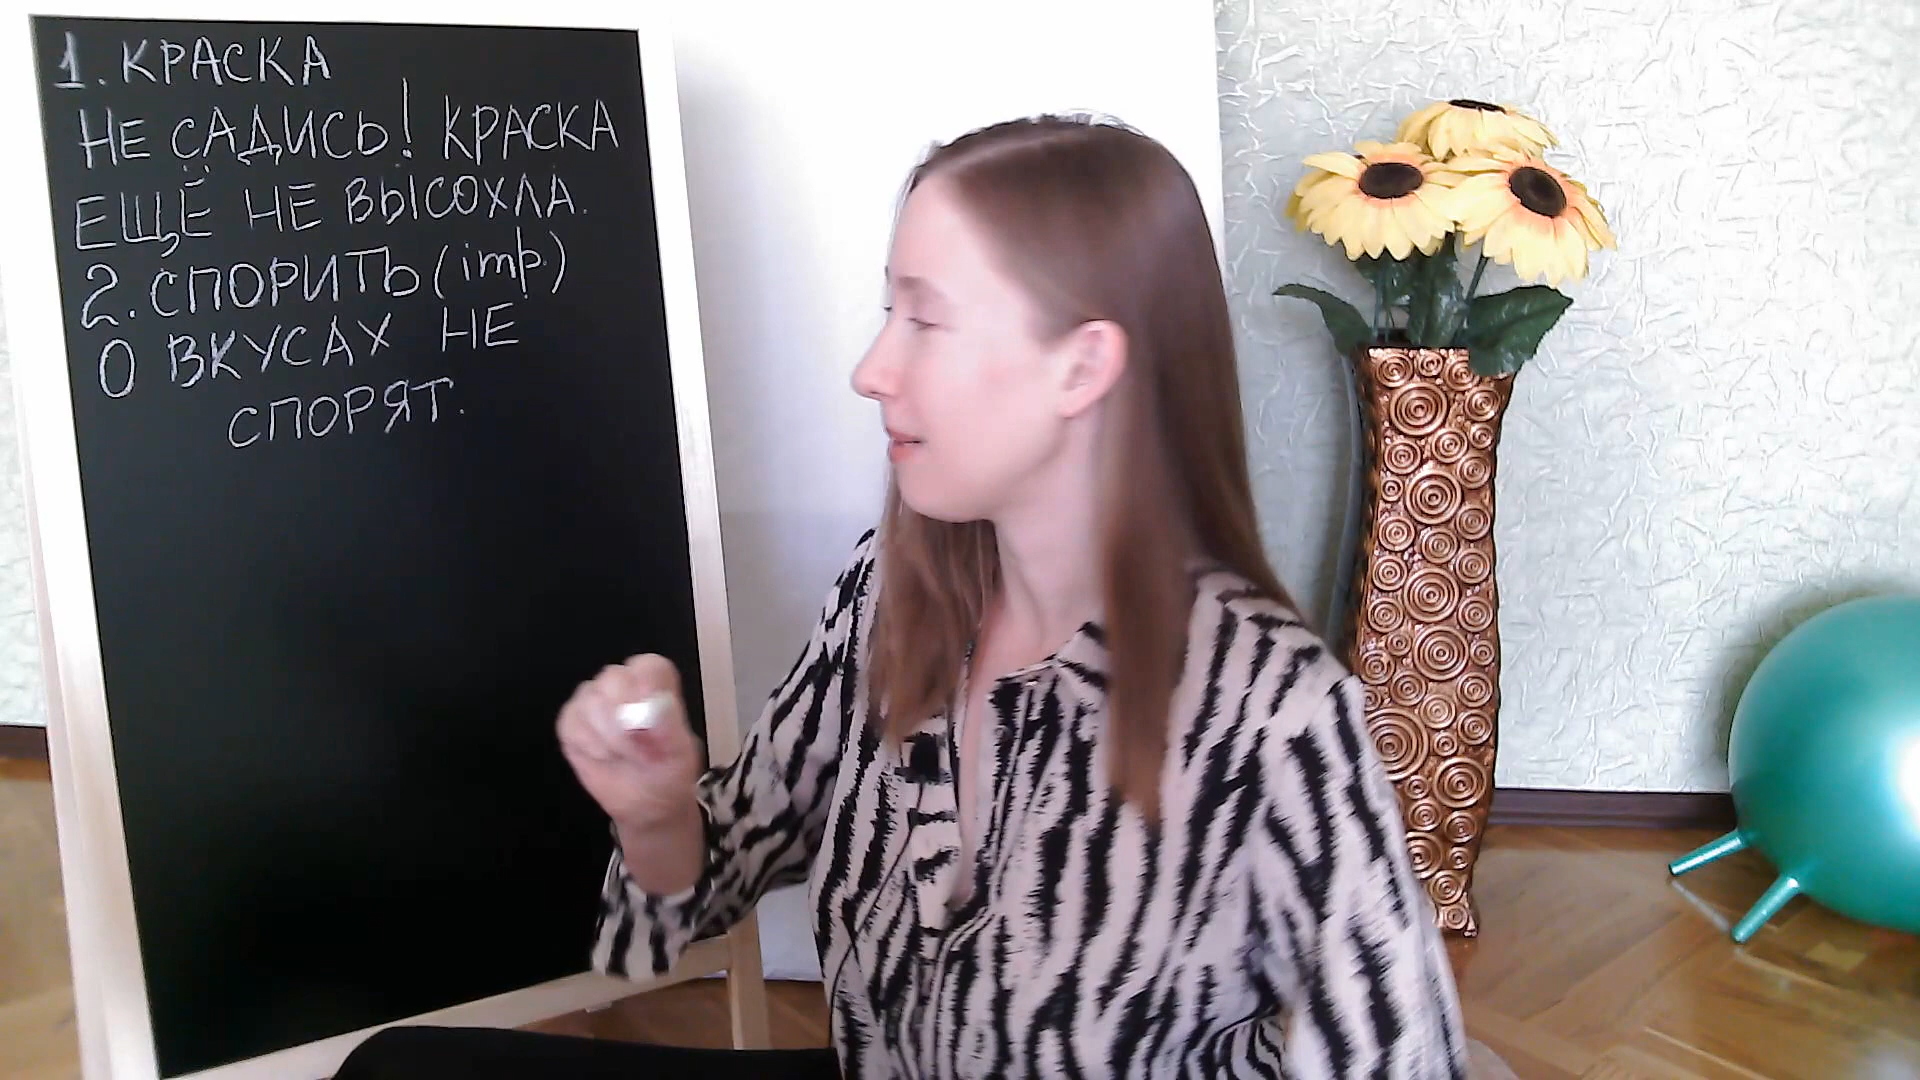 1. КРАСКА
НЕ САДИСЬ! КРАСКА
ЕЩЁ НЕ ВЫСОХЛА.
2. СПОРИТЬ (imp.)
О ВКУСАХ НЕ
СПОРЯТ.